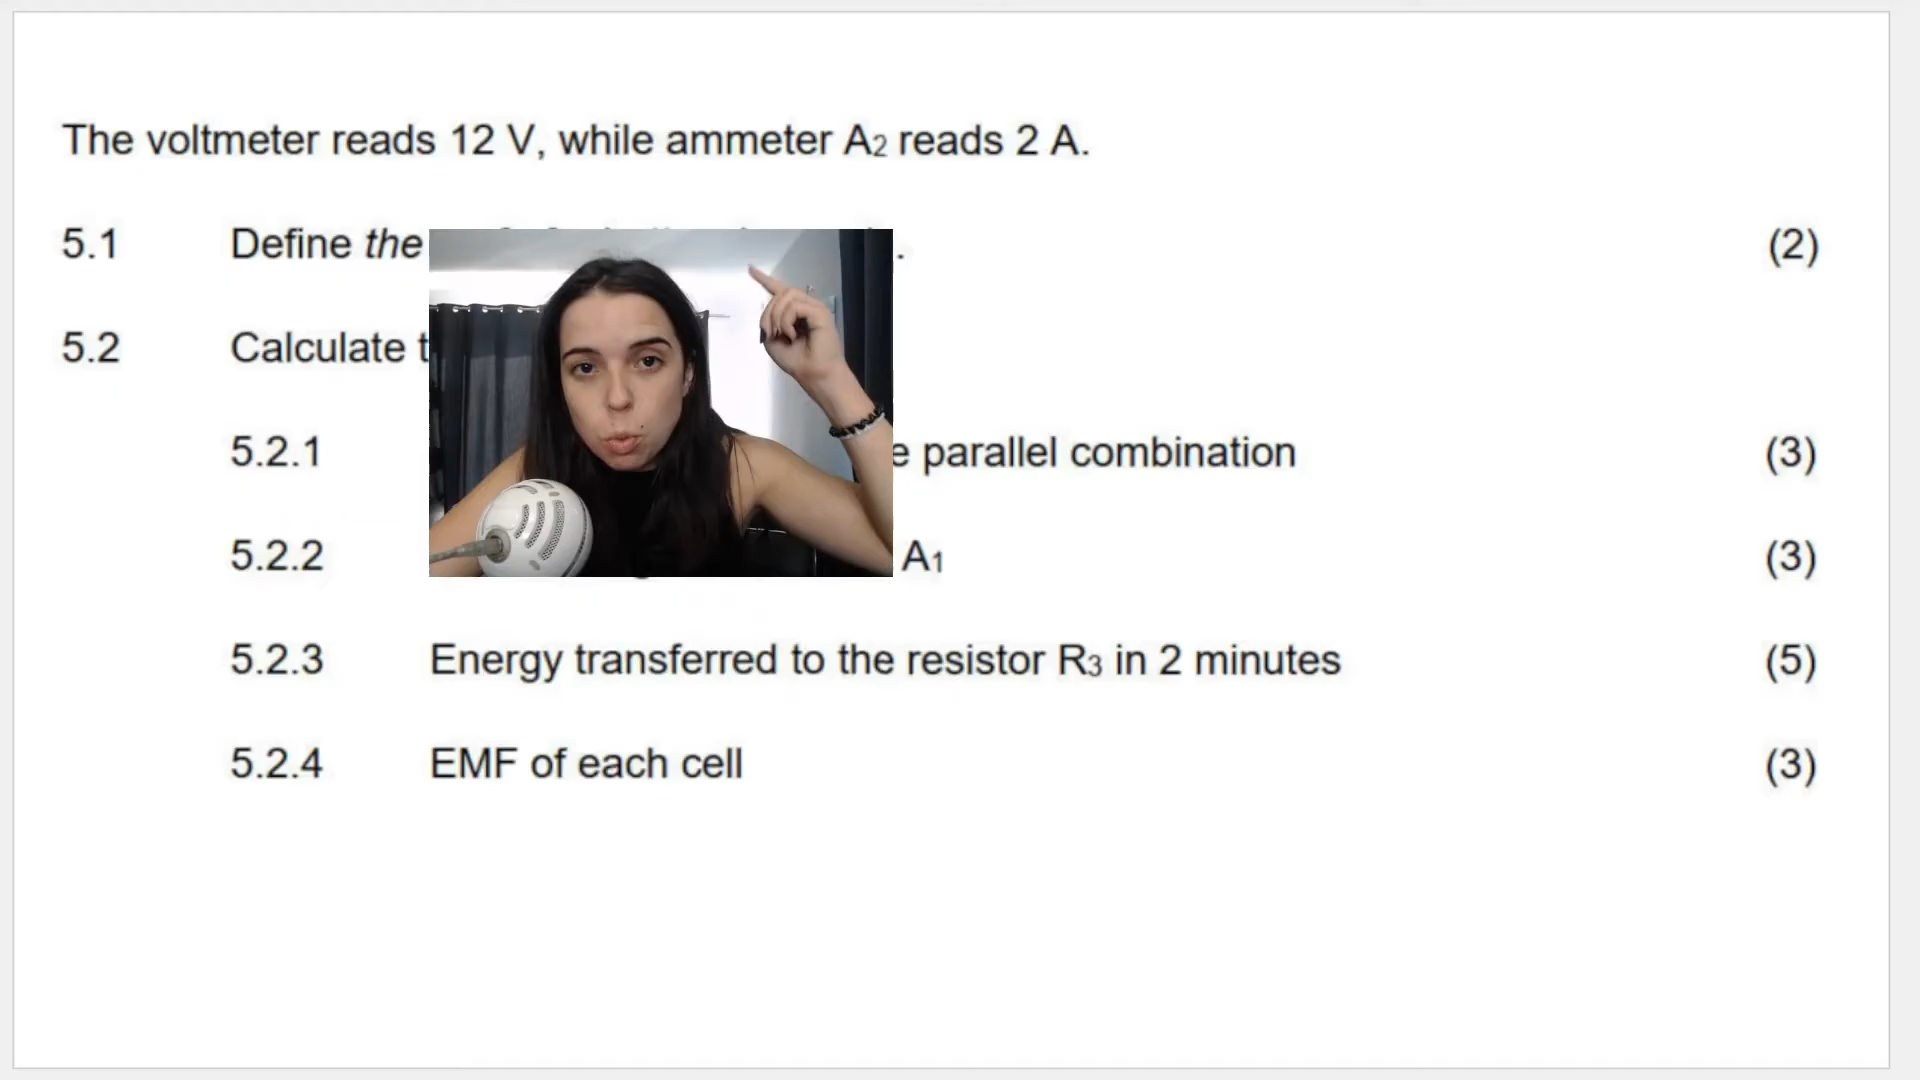 The voltmeter reads 12 V, while ammeter A₂ reads 2 A.
5.1 Define the . (2)
5.2 Calculate
5.2.1 parallel combination (3)
5.2.2 A₁ (3)
5.2.3 Energy transferred to the resistor R₃ in 2 minutes (5)
5.2.4 EMF of each cell (3)